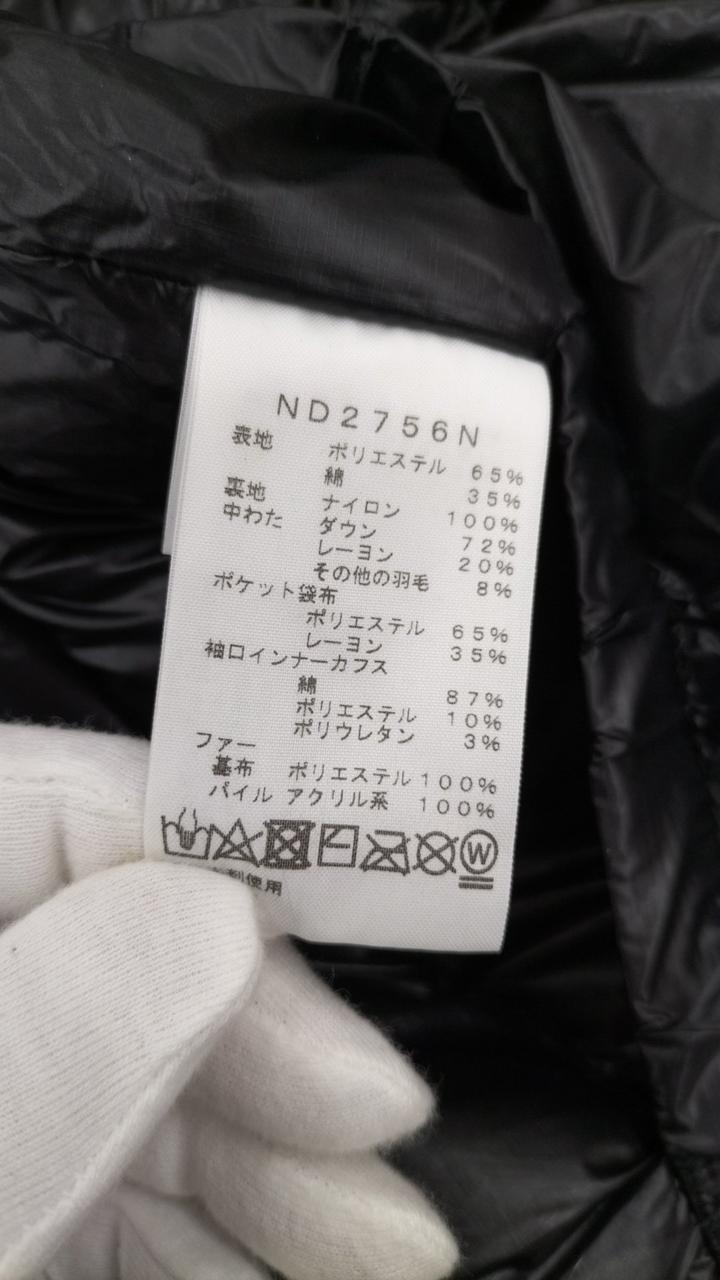 ND2756N
表地 ポリエステル 65%
綿 35%
裏地 ナイロン 100%
中わた ダウン 72%
レーヨン 20%
その他の羽毛 8%
ポケット袋布
ポリエステル 65%
レーヨン 35%
袖口インナーカフス
綿 87%
ポリエステル 10%
ポリウレタン 3%
ファー
基布 ポリエステル 100%
パイル アクリル系 100%
W
剤使用